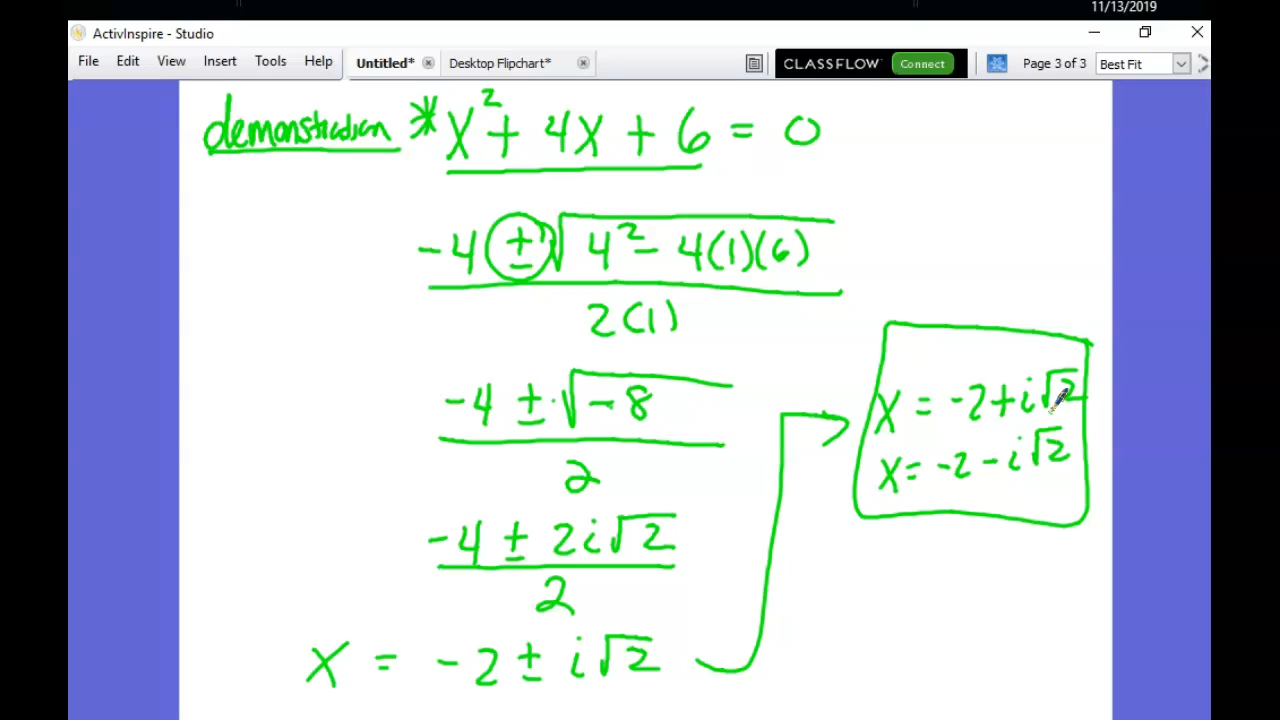 11/13/2019
ActivInspire - Studio
File Edit View Insert Tools Help Untitled* Desktop Flipchart* CLASSFLOW Connect Page 3 of 3 Best Fit
demonstration * x² + 4x + 6 = 0
-4 ± √4² - 4(1)(6)
2(1)
-4 ± √-8
2
-4 ± 2i√2
2
x = -2 ± i√2
x = -2 + i√2
x = -2 - i√2